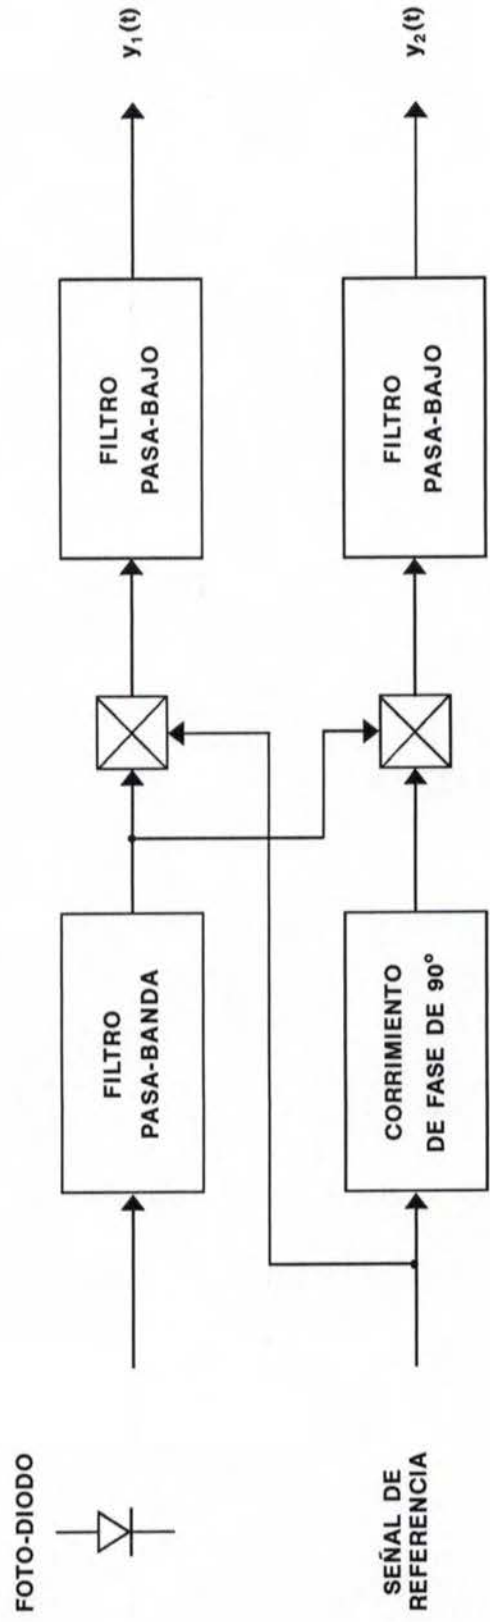 FOTO-DIODO
FILTRO
PASA-BANDA
FILTRO
PASA-BAJO
y₁(t)
SEÑAL DE
REFERENCIA
CORRIMIENTO
DE FASE DE 90°
FILTRO
PASA-BAJO
y₂(t)